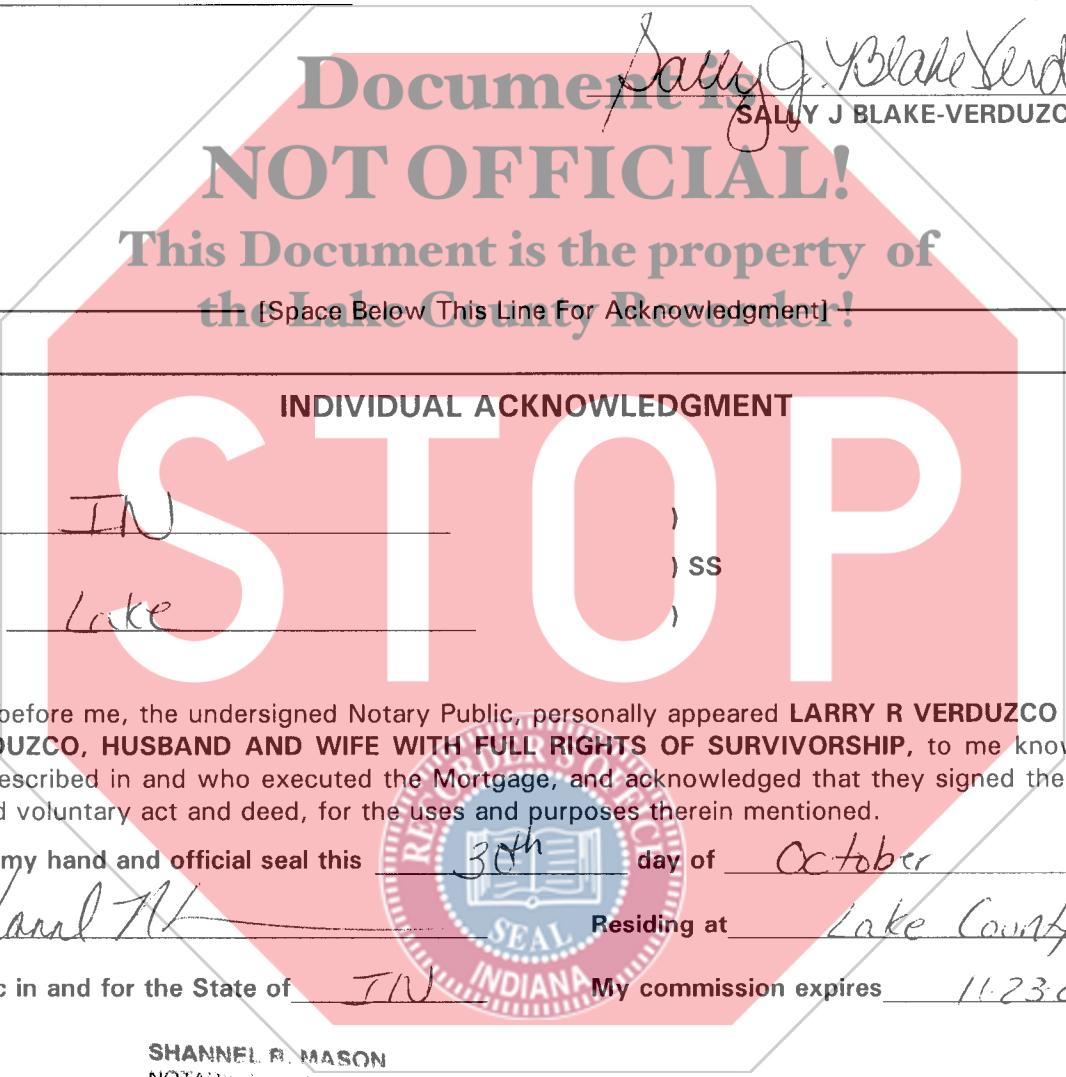 Sally J. Blake Verd
SALLY J BLAKE-VERDUZC
Document is
NOT OFFICIAL!
This Document is the property of
the Lake County Recorder!
[Space Below This Line For Acknowledgment]
INDIVIDUAL ACKNOWLEDGMENT
STOP
IN )
) SS
Lake )
before me, the undersigned Notary Public, personally appeared LARRY R VERDUZCO
DUZCO, HUSBAND AND WIFE WITH FULL RIGHTS OF SURVIVORSHIP, to me know
escribed in and who executed the Mortgage, and acknowledged that they signed the
d voluntary act and deed, for the uses and purposes therein mentioned.
my hand and official seal this 30th day of October
Residing at Lake County
c in and for the State of IN My commission expires 11-23-0
RECORDER'S OFFICE
SEAL
INDIANA
SHANNEL R. MASON